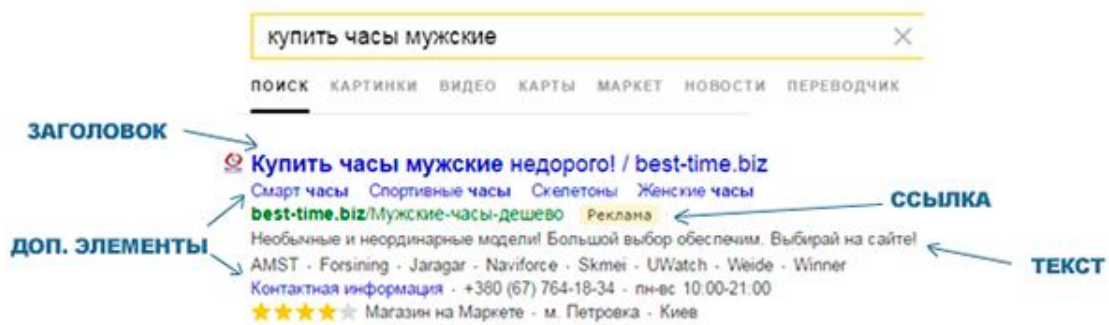 купить часы мужские
ПОИСК КАРТИНКИ ВИДЕО КАРТЫ МАРКЕТ НОВОСТИ ПЕРЕВОДЧИК
ЗАГОЛОВОК
Купить часы мужские недорого! / best-time.biz
Смарт часы Спортивные часы Скелетоны Женские часы
ССЫЛКА
best-time.biz/Мужские-часы-дешево Реклама
ДОП. ЭЛЕМЕНТЫ
Необычные и неординарные модели! Большой выбор обеспечим. Выбирай на сайте!
ТЕКСТ
AMST - Forsining - Jaragar - Naviforce - Skmei - UWatch - Weide - Winner
Контактная информация - +380 (67) 764-18-34 - пн-вс 10:00-21:00
Магазин на Маркете - м. Петровка - Киев